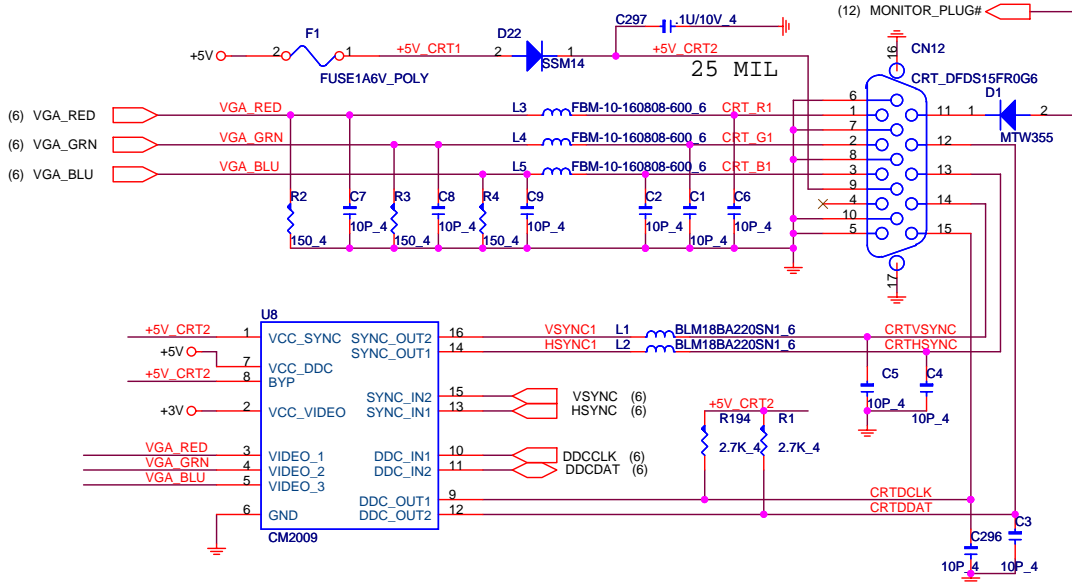 (12) MONITOR_PLUG#
C297 .1U/10V_4
F1
D22
16
CN12
+5V 2 1 +5V_CRT1 2 1 +5V_CRT2
SSM14
FUSE1A6V_POLY
25 MIL
CRT_DFDS15FR0G6
D1
(6) VGA_RED VGA_RED L3 FBM-10-160808-600_6 CRT_R1
6
1
11 1 2
MTW355
(6) VGA_GRN VGA_GRN L4 FBM-10-160808-600_6 CRT_G1
7
2
12
(6) VGA_BLU VGA_BLU L5 FBM-10-160808-600_6 CRT_B1
8
3
13
9
4
14
10
5
15
R2 C7 R3 C8 R4 C9 C2 C1 C6
10P_4 10P_4 10P_4 10P_4 10P_4 10P_4
150_4 150_4 150_4
17
U8
+5V_CRT2 1 VCC_SYNC SYNC_OUT2 16 VSYNC1 L1 BLM18BA220SN1_6 CRTVSYNC
SYNC_OUT1 14 HSYNC1 L2 BLM18BA220SN1_6 CRTHSYNC
+5V 7 VCC_DDC
+5V_CRT2 8 BYP
C5 C4
10P_4 10P_4
SYNC_IN2 15 VSYNC (6)
+3V 2 VCC_VIDEO SYNC_IN1 13 HSYNC (6)
+5V_CRT2
R194 R1
2.7K_4 2.7K_4
VGA_RED 3 VIDEO_1 DDC_IN1 10 DDCCLK (6)
VGA_GRN 4 VIDEO_2 DDC_IN2 11 DDCDAT (6)
VGA_BLU 5 VIDEO_3
DDC_OUT1 9 CRTDCLK
6 GND DDC_OUT2 12 CRTDDAT
CM2009
C296 C3
10P_4 10P_4